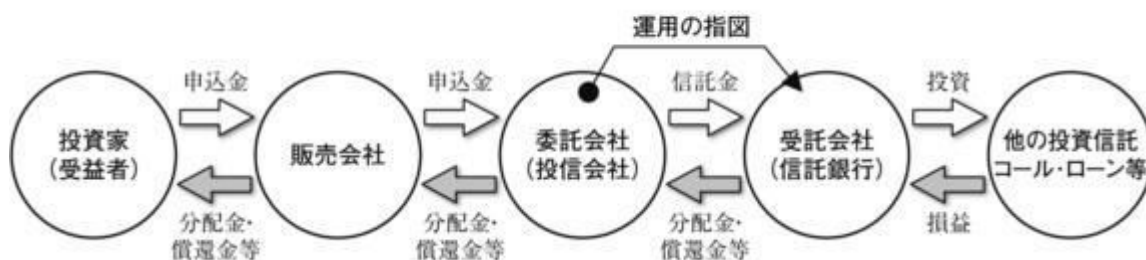 運用の指図
申込金
申込金
信託金
投資
投資家
(受益者)
販売会社
委託会社
(投信会社)
受託会社
(信託銀行)
他の投資信託
コール・ローン等
分配金・
償還金等
分配金・
償還金等
分配金・
償還金等
損益